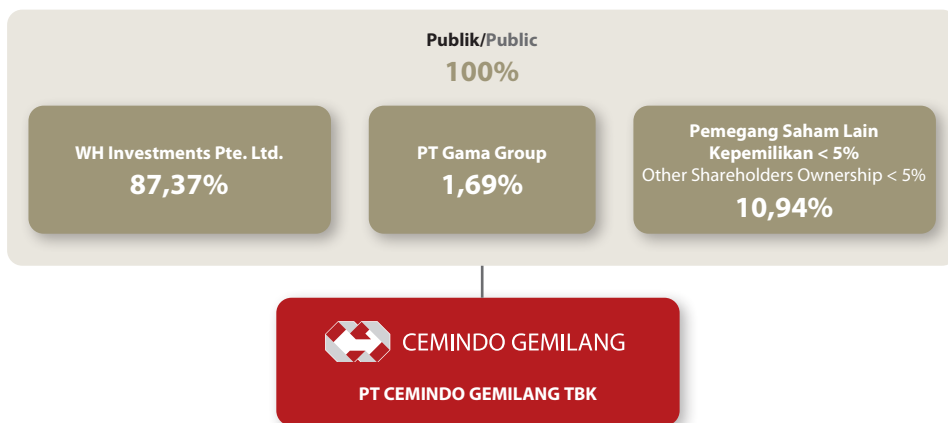 Publik/Public
100%
WH Investments Pte. Ltd.
87,37%
PT Gama Group
1,69%
Pemegang Saham Lain
Kepemilikan < 5%
Other Shareholders Ownership < 5%
10,94%
CEMINDO GEMILANG
PT CEMINDO GEMILANG TBK